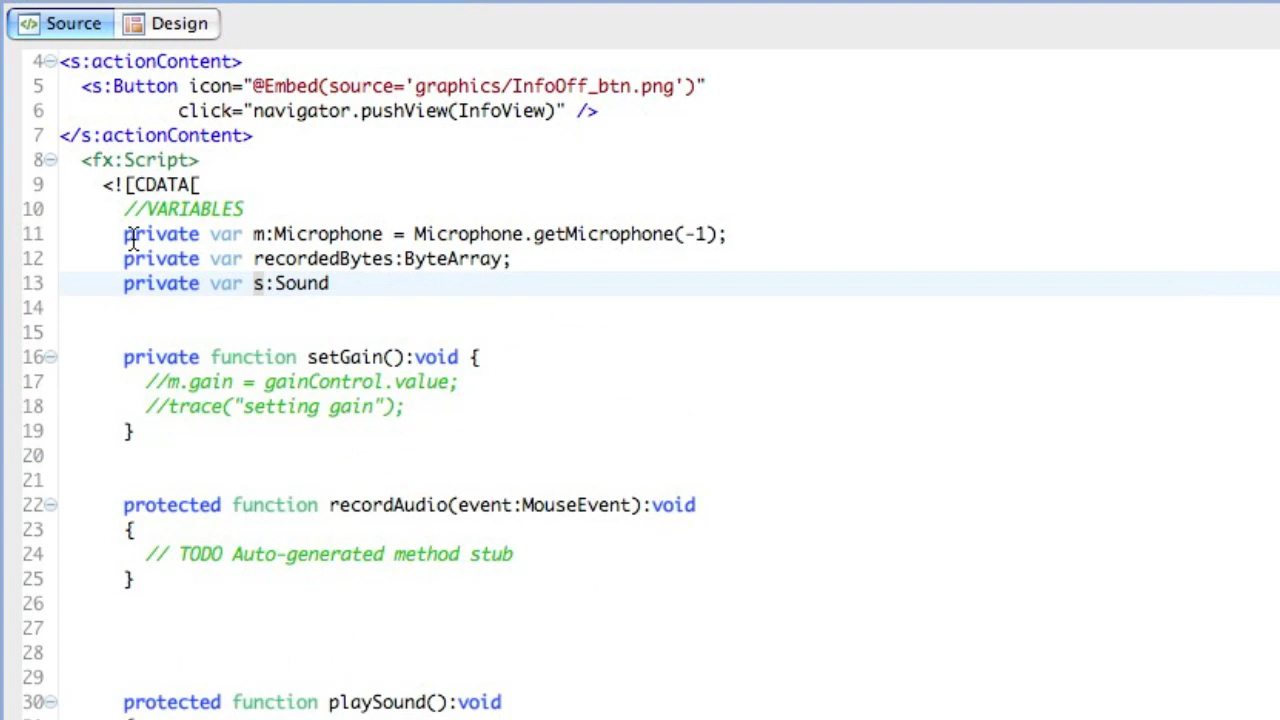 Source Design
4 <s:actionContent>
5 <s:Button icon="@Embed(source='graphics/InfoOff_btn.png')"
6 click="navigator.pushView(InfoView)" />
7 </s:actionContent>
8 <fx:Script>
9 <![CDATA[
10 //VARIABLES
11 private var m:Microphone = Microphone.getMicrophone(-1);
12 private var recordedBytes:ByteArray;
13 private var s:Sound
14
15
16 private function setGain():void {
17 //m.gain = gainControl.value;
18 //trace("setting gain");
19 }
20
21
22 protected function recordAudio(event:MouseEvent):void
23 {
24 // TODO Auto-generated method stub
25 }
26
27
28
29
30 protected function playSound():void